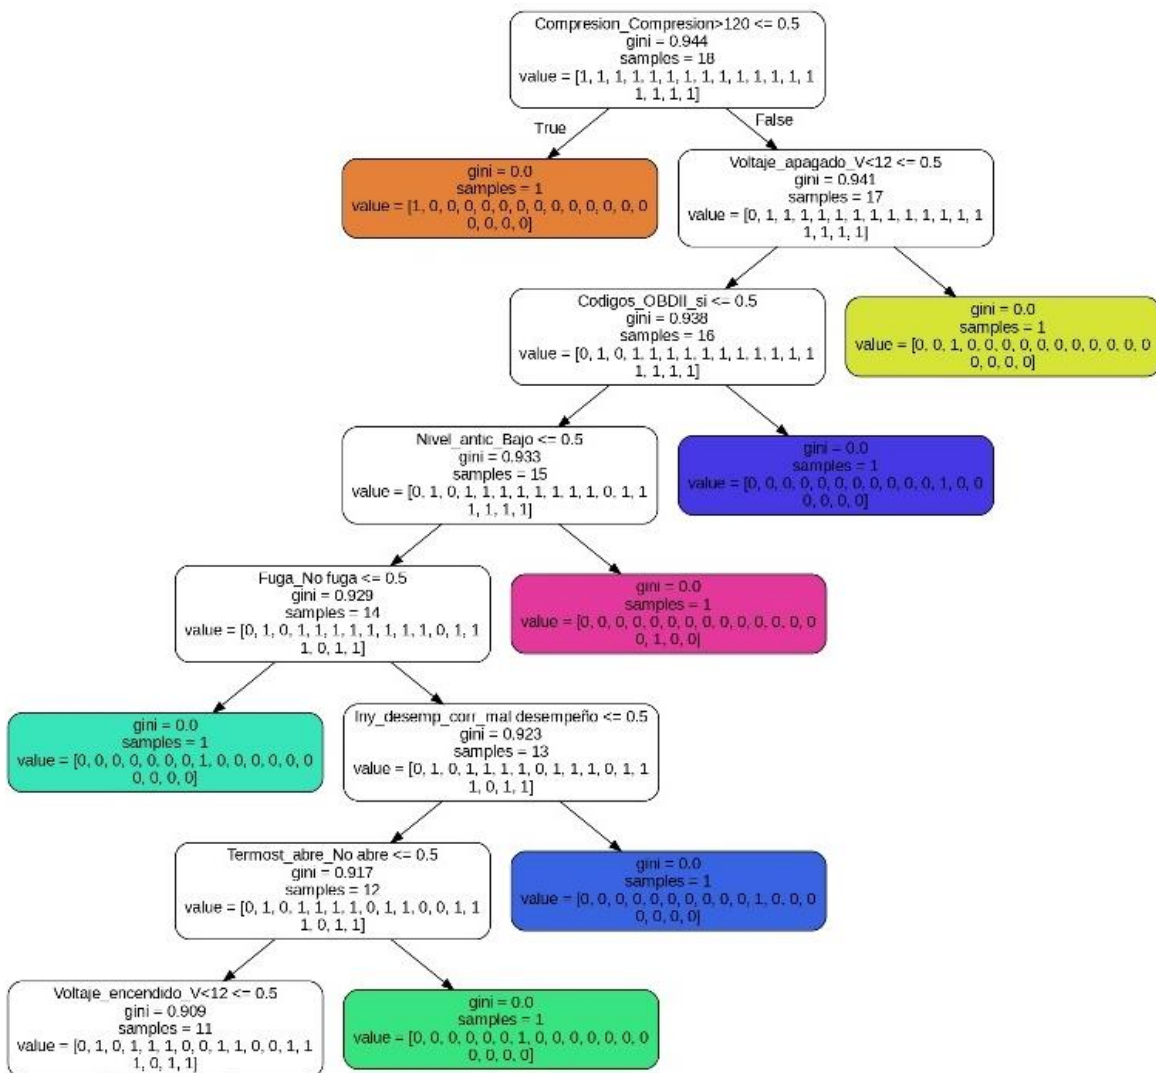 Compresion_Compresion>120 <= 0.5
gini = 0.944
samples = 18
value = [1, 1, 1, 1, 1, 1, 1, 1, 1, 1, 1, 1, 1, 1
1, 1, 1, 1]
True
False
gini = 0.0
samples = 1
value = [1, 0, 0, 0, 0, 0, 0, 0, 0, 0, 0, 0, 0, 0
0, 0, 0, 0]
Voltaje_apagado_V<12 <= 0.5
gini = 0.941
samples = 17
value = [0, 1, 1, 1, 1, 1, 1, 1, 1, 1, 1, 1, 1, 1
1, 1, 1, 1]
Codigos_OBDII_si <= 0.5
gini = 0.938
samples = 16
value = [0, 1, 0, 1, 1, 1, 1, 1, 1, 1, 1, 1, 1, 1
1, 1, 1, 1]
gini = 0.0
samples = 1
value = [0, 0, 1, 0, 0, 0, 0, 0, 0, 0, 0, 0, 0, 0
0, 0, 0, 0]
Nivel_antic_Bajo <= 0.5
gini = 0.933
samples = 15
value = [0, 1, 0, 1, 1, 1, 1, 1, 1, 1, 1, 0, 1, 1
1, 1, 1, 1]
gini = 0.0
samples = 1
value = [0, 0, 0, 0, 0, 0, 0, 0, 0, 0, 0, 1, 0, 0
0, 0, 0, 0]
Fuga_No fuga <= 0.5
gini = 0.929
samples = 14
value = [0, 1, 0, 1, 1, 1, 1, 1, 1, 1, 1, 0, 1, 1
1, 0, 1, 1]
gini = 0.0
samples = 1
value = [0, 0, 0, 0, 0, 0, 0, 0, 0, 0, 0, 0, 0, 0
0, 1, 0, 0]
gini = 0.0
samples = 1
value = [0, 0, 0, 0, 0, 0, 0, 1, 0, 0, 0, 0, 0, 0
0, 0, 0, 0]
Iny_desemp_corr_mal desempeño <= 0.5
gini = 0.923
samples = 13
value = [0, 1, 0, 1, 1, 1, 1, 0, 1, 1, 1, 0, 1, 1
1, 0, 1, 1]
Termost_abre_No abre <= 0.5
gini = 0.917
samples = 12
value = [0, 1, 0, 1, 1, 1, 1, 0, 1, 1, 0, 0, 1, 1
1, 0, 1, 1]
gini = 0.0
samples = 1
value = [0, 0, 0, 0, 0, 0, 0, 0, 0, 0, 1, 0, 0, 0
0, 0, 0, 0]
Voltaje_encendido_V<12 <= 0.5
gini = 0.909
samples = 11
value = [0, 1, 0, 1, 1, 1, 0, 0, 1, 1, 0, 0, 1, 1
1, 0, 1, 1]
gini = 0.0
samples = 1
value = [0, 0, 0, 0, 0, 0, 1, 0, 0, 0, 0, 0, 0, 0
0, 0, 0, 0]